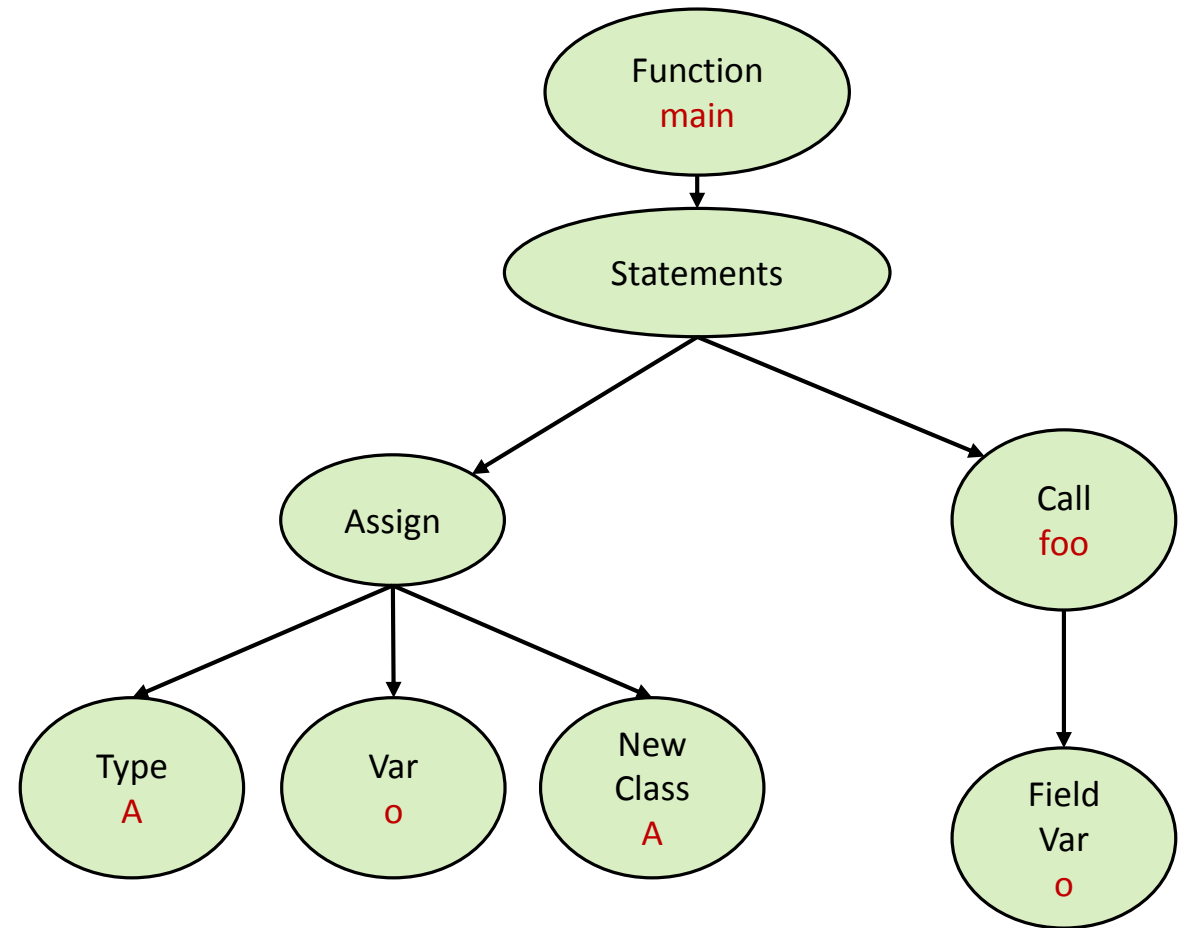 Function
main
Statements
Assign
Call
foo
Type
A
Var
o
New
Class
A
Field
Var
o